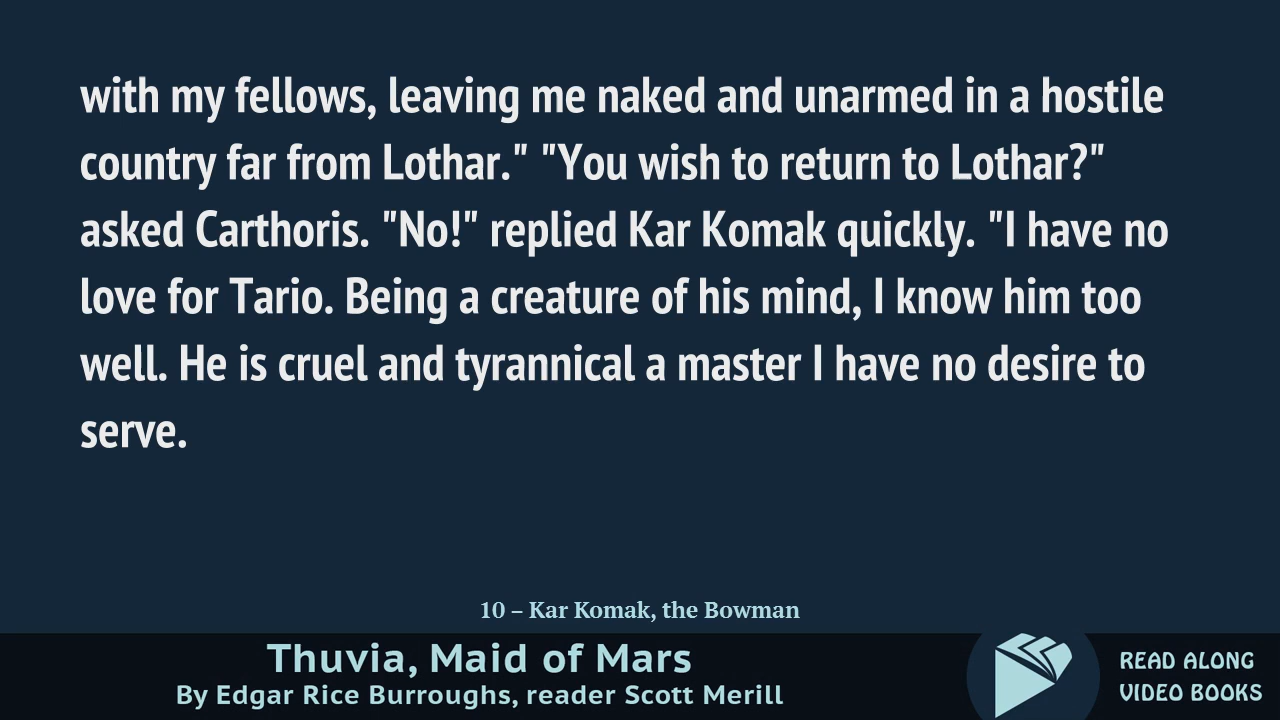 with my fellows, leaving me naked and unarmed in a hostile
country far from Lothar." "You wish to return to Lothar?"
asked Carthoris. "No!" replied Kar Komak quickly. "I have no
love for Tario. Being a creature of his mind, I know him too
well. He is cruel and tyrannical a master I have no desire to
serve.
10 – Kar Komak, the Bowman
Thuvia, Maid of Mars
By Edgar Rice Burroughs, reader Scott Merill
READ ALONG
VIDEO BOOKS